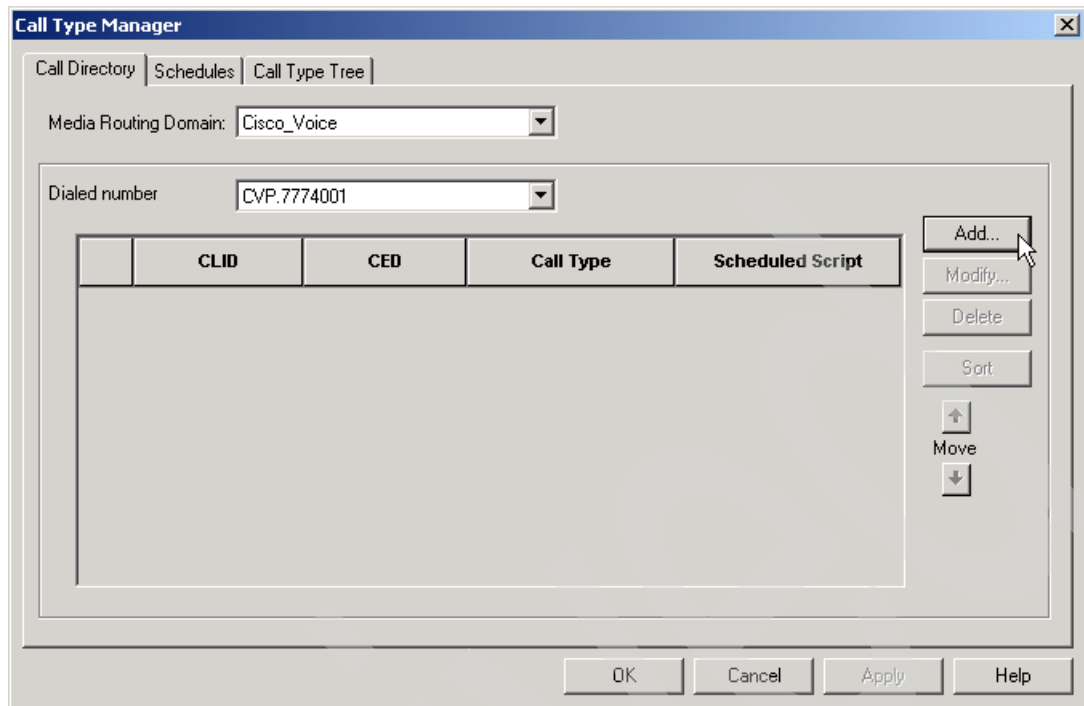 Call Type Manager
Call Directory Schedules Call Type Tree
Media Routing Domain: Cisco_Voice
Dialed number CVP.7774001
CLID CED Call Type Scheduled Script
Add...
Modify...
Delete
Sort
Move
OK Cancel Apply Help